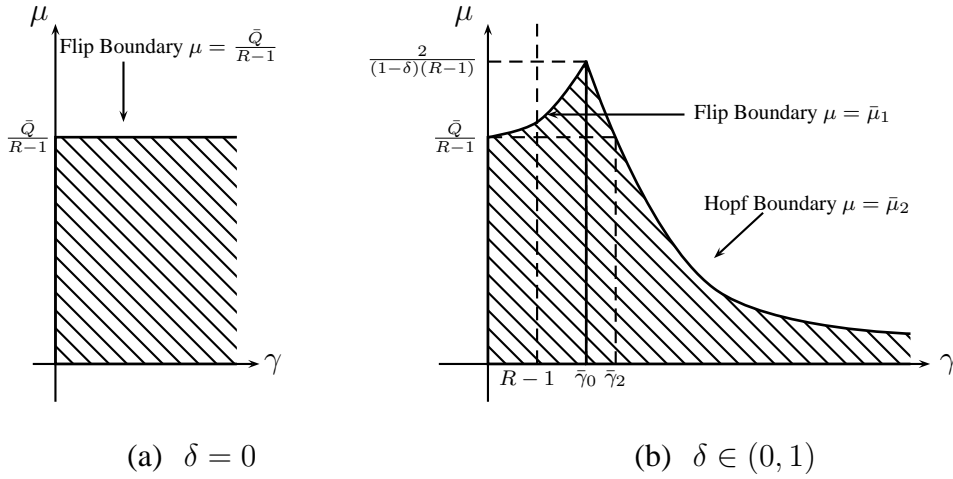 μ
Flip Boundary μ = Q̄/(R−1)
Q̄/(R−1)
γ
(a) δ = 0
μ
2/((1−δ)(R−1))
Flip Boundary μ = μ̄₁
Q̄/(R−1)
Hopf Boundary μ = μ̄₂
R − 1 γ̄₀ γ̄₂
γ
(b) δ ∈ (0, 1)